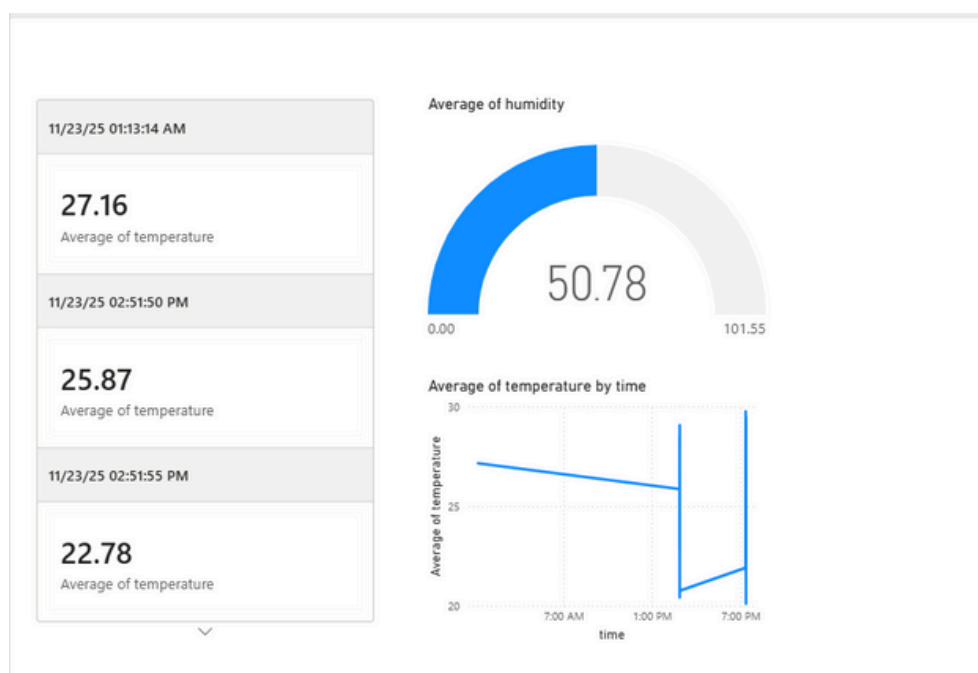 11/23/25 01:13:14 AM
27.16
Average of temperature
11/23/25 02:51:50 PM
25.87
Average of temperature
11/23/25 02:51:55 PM
22.78
Average of temperature
Average of humidity
50.78
0.00
101.55
Average of temperature by time
30
25
20
Average of temperature
7:00 AM
1:00 PM
7:00 PM
time